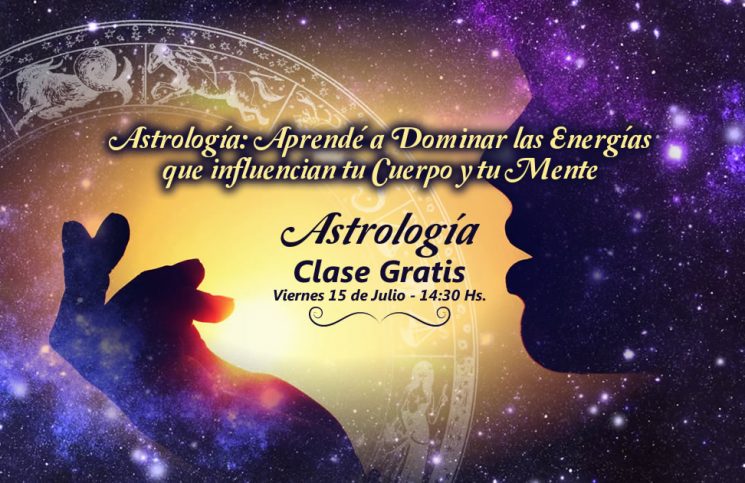 Astrología: Aprendé a Dominar las Energías
que influencian tu Cuerpo y tu Mente
Astrología
Clase Gratis
Viernes 15 de Julio - 14:30 Hs.